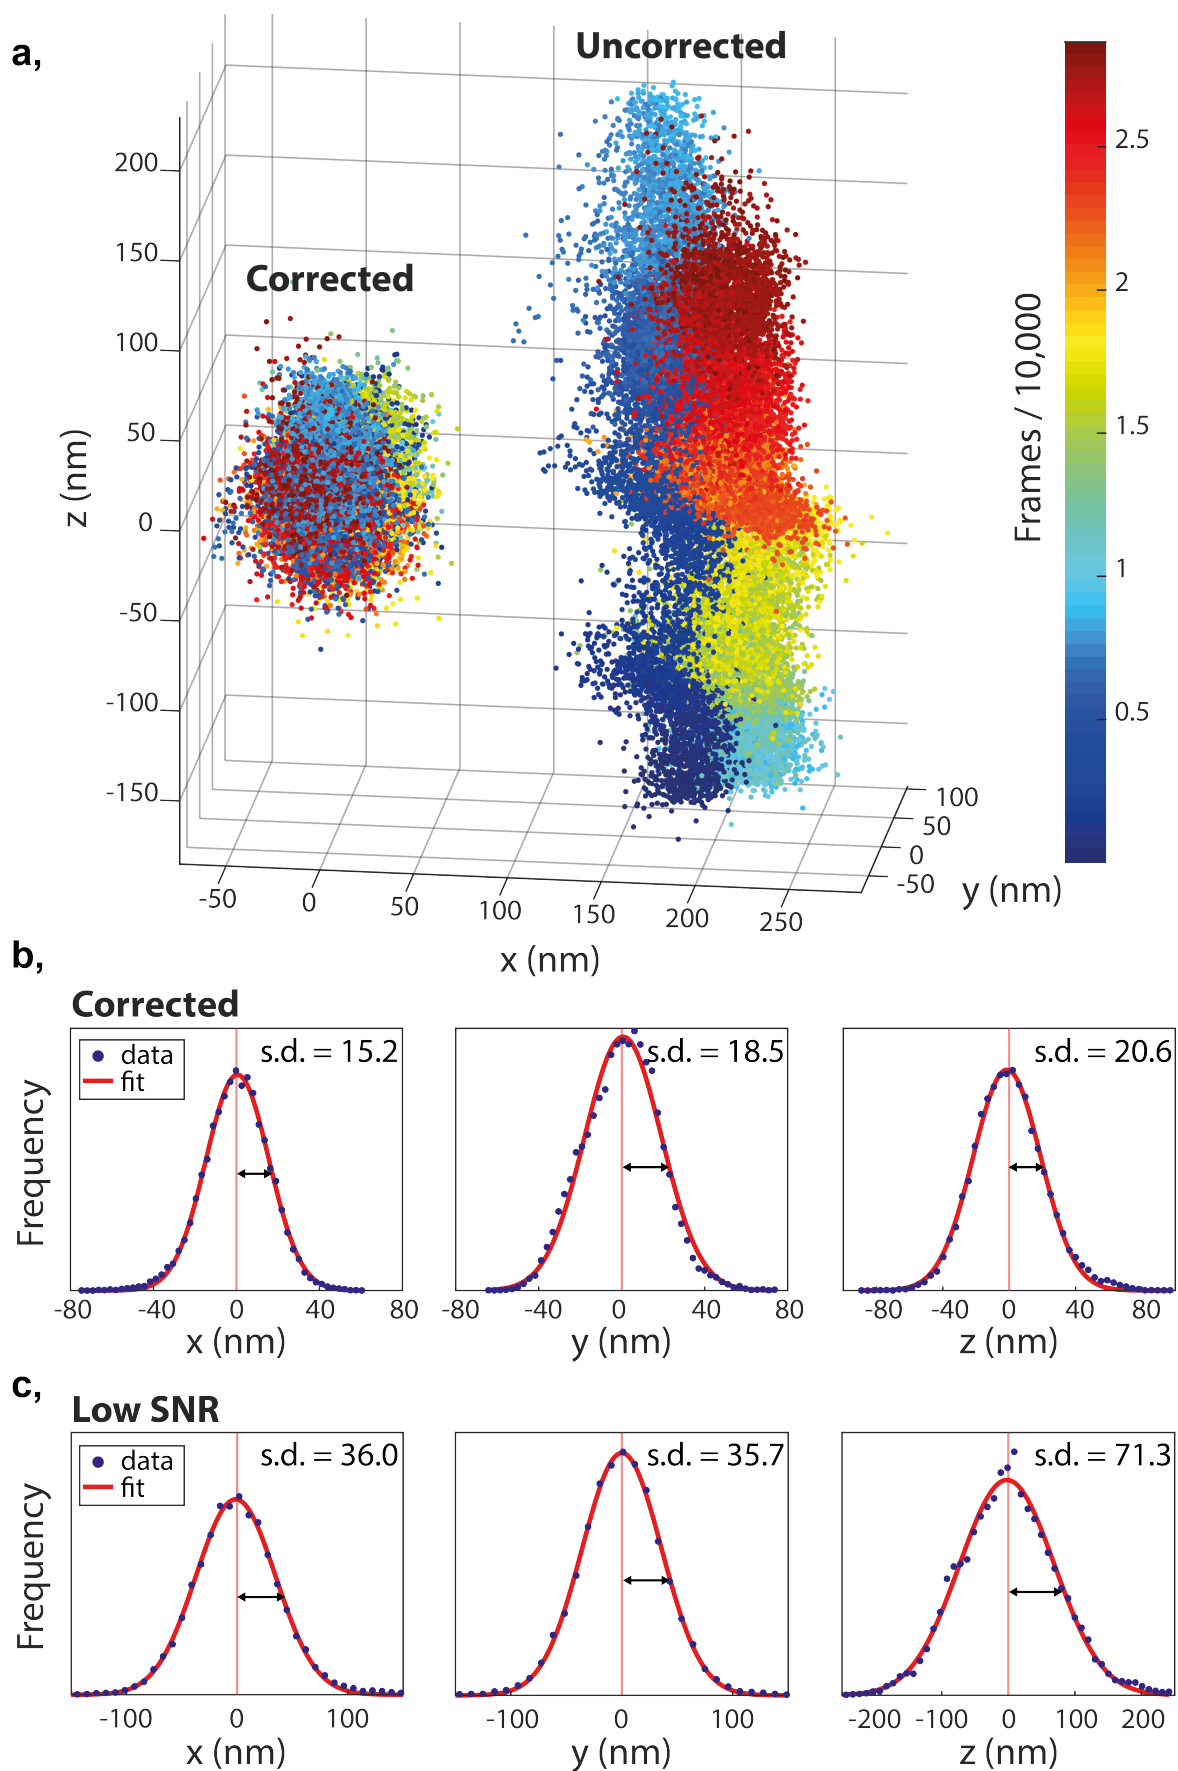 a,
Uncorrected
Corrected
200
150
100
50
0
-50
-100
-150
z (nm)
-50
0
50
100
150
200
250
x (nm)
100
50
0
-50
y (nm)
2.5
2
1.5
1
0.5
Frames / 10,000
b,
Corrected
data
fit
s.d. = 15.2
s.d. = 18.5
s.d. = 20.6
Frequency
-80 -40 0 40 80
-80 -40 0 40 80
-80 -40 0 40 80
x (nm)
y (nm)
z (nm)
c,
Low SNR
data
fit
s.d. = 36.0
s.d. = 35.7
s.d. = 71.3
Frequency
-100 0 100
-100 0 100
-200 -100 0 100 200
x (nm)
y (nm)
z (nm)